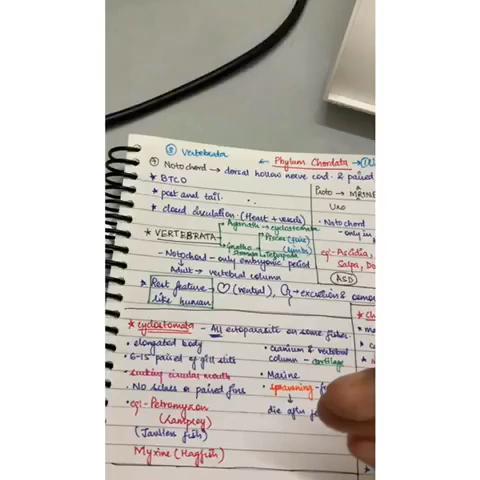 Vertebrata
← Phylum Chordata →
Notochord → dorsal hollow nerve cord. & paired
* BTCO
* post anal tail.
* closed circulation (Heart + vessels)
* VERTEBRATA
Agnatha → cyclostomata
Gnatho
Pisces (fins)
Tetrapoda (limbs)
Notochord - only embryonic period
Adult → vertebral column
* Rest feature like human
(ventral),
→ excretion &
Proto → MARINE
Uro
• Notochord
- only in
eg:- Ascidia,
Salpa, Do
ASD
* cyclostomata - All ectoparasite on some fishes.
• elongated body
• 6-15 paired of gill slits
• sucking circular mouth
• No scales or paired fins
• eg:- Petromyzon
(Lamprey)
(Jawless fish)
Myxine (Hagfish)
• cranium & vertebral
column - cartilage
• Marine
• spawning -
↓
die after